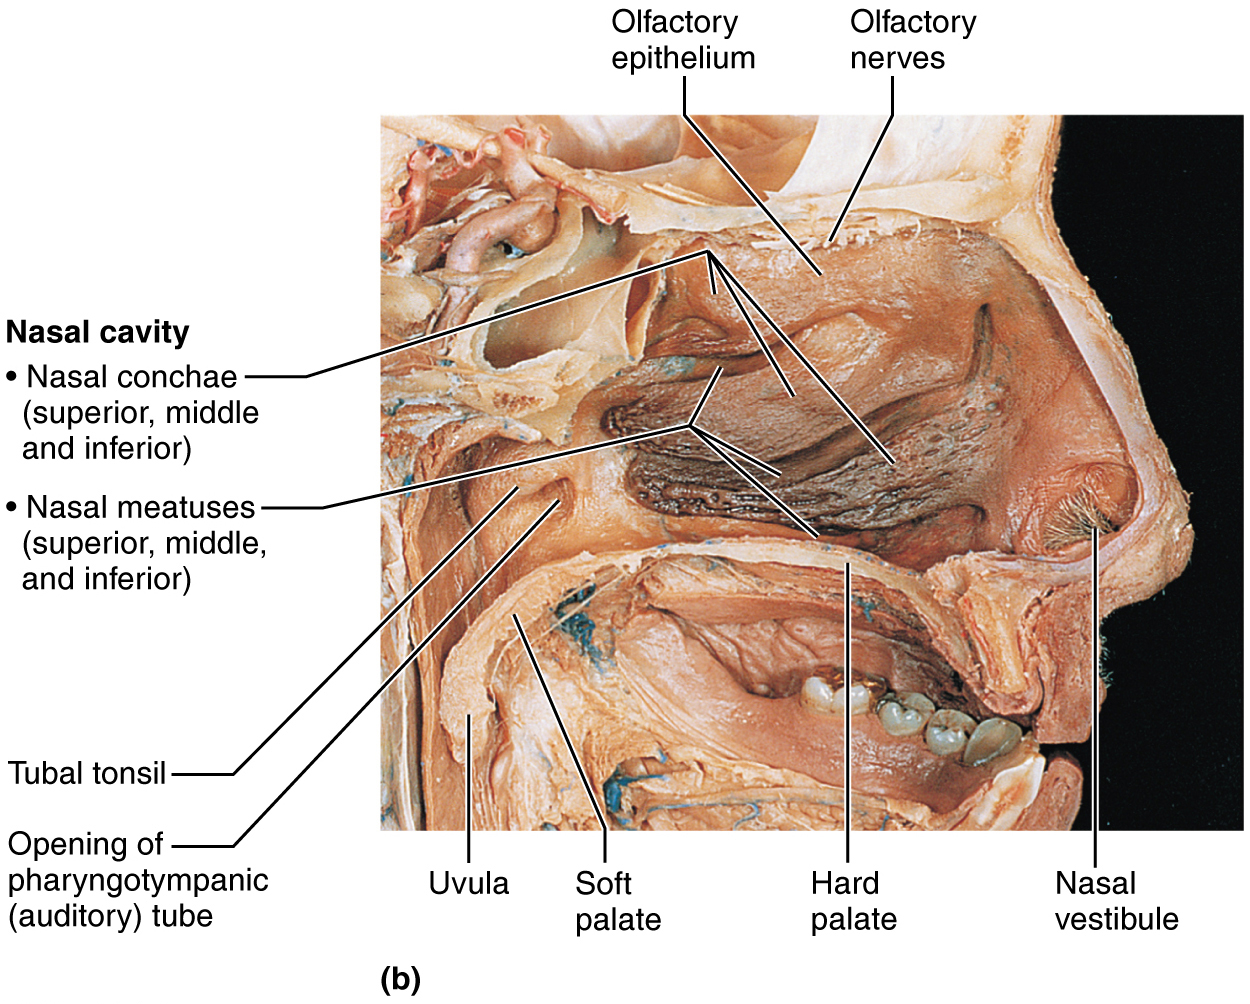 Olfactory
epithelium
Olfactory
nerves
Nasal cavity
• Nasal conchae
(superior, middle
and inferior)
• Nasal meatuses
(superior, middle,
and inferior)
Tubal tonsil
Opening of
pharyngotympanic
(auditory) tube
Uvula
Soft
palate
Hard
palate
Nasal
vestibule
(b)